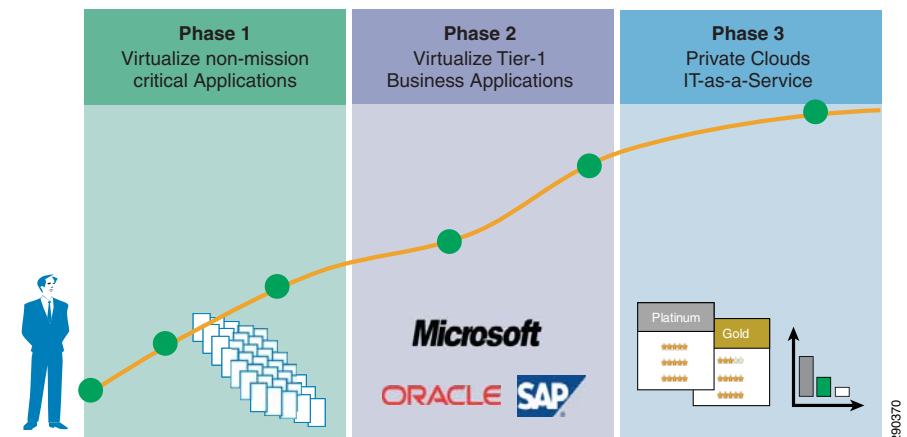 Phase 1
Virtualize non-mission
critical Applications
Phase 2
Virtualize Tier-1
Business Applications
Phase 3
Private Clouds
IT-as-a-Service
Microsoft
ORACLE
SAP
Platinum
Gold
290370